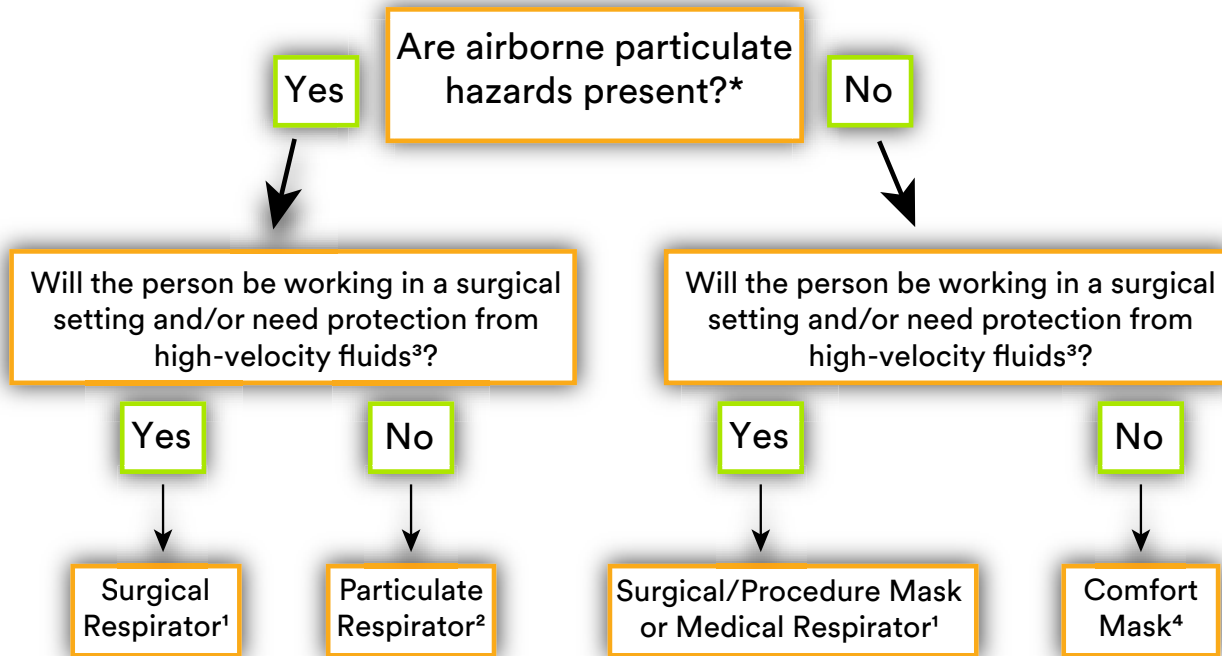 Are airborne particulate
hazards present?*
Yes
No
Will the person be working in a surgical
setting and/or need protection from
high-velocity fluids³?
Will the person be working in a surgical
setting and/or need protection from
high-velocity fluids³?
Yes
No
Yes
No
Surgical
Respirator¹
Particulate
Respirator²
Surgical/Procedure Mask
or Medical Respirator¹
Comfort
Mask⁴